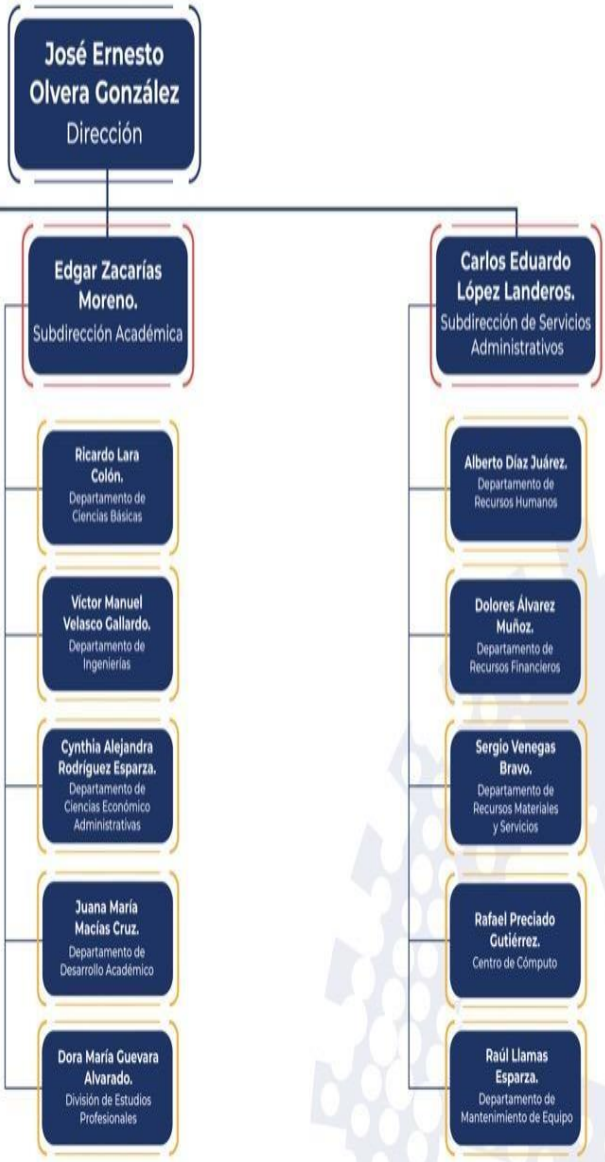 José Ernesto
Olvera González
Dirección
Edgar Zacarías
Moreno.
Subdirección Académica
Ricardo Lara
Colón.
Departamento de
Ciencias Básicas
Víctor Manuel
Velasco Gallardo.
Departamento de
Ingenierías
Cynthia Alejandra
Rodríguez Esparza.
Departamento de
Ciencias Económico
Administrativas
Juana María
Macías Cruz.
Departamento de
Desarrollo Académico
Dora María Guevara
Alvarado.
División de Estudios
Profesionales
Carlos Eduardo
López Landeros.
Subdirección de Servicios
Administrativos
Alberto Díaz Juárez.
Departamento de
Recursos Humanos
Dolores Álvarez
Muñoz.
Departamento de
Recursos Financieros
Sergio Venegas
Bravo.
Departamento de
Recursos Materiales
y Servicios
Rafael Preciado
Gutiérrez.
Centro de Cómputo
Raúl Llamas
Esparza.
Departamento de
Mantenimiento de Equipo